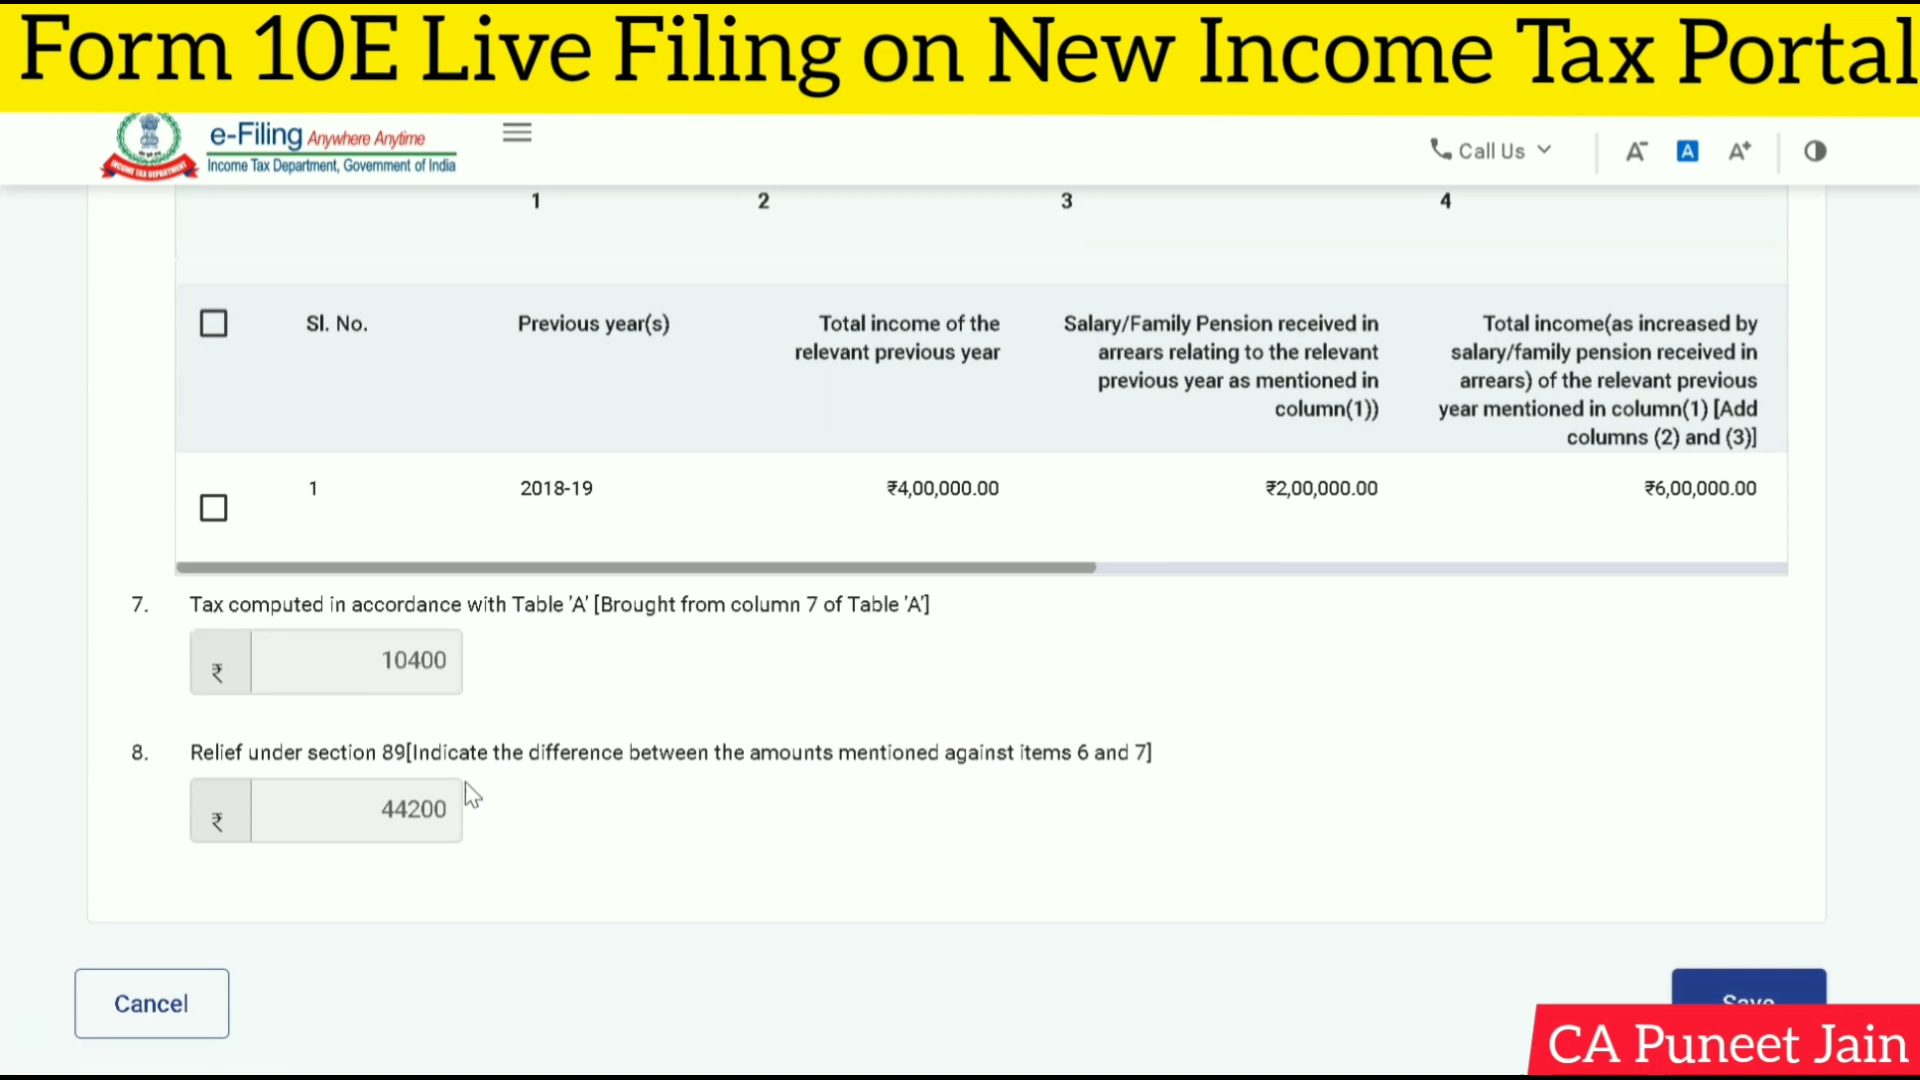 Form 10E Live Filing on New Income Tax Portal
e-Filing Anywhere Anytime
Income Tax Department, Government of India
INCOME TAX DEPARTMENT
Call Us
A-
A
A+
1 2 3 4
Sl. No.
Previous year(s)
Total income of the
relevant previous year
Salary/Family Pension received in
arrears relating to the relevant
previous year as mentioned in
column(1))
Total income(as increased by
salary/family pension received in
arrears) of the relevant previous
year mentioned in column(1) [Add
columns (2) and (3)]
1 2018-19 ₹4,00,000.00 ₹2,00,000.00 ₹6,00,000.00
7. Tax computed in accordance with Table 'A' [Brought from column 7 of Table 'A']
₹ 10400
8. Relief under section 89[Indicate the difference between the amounts mentioned against items 6 and 7]
₹ 44200
Cancel
Save
CA Puneet Jain